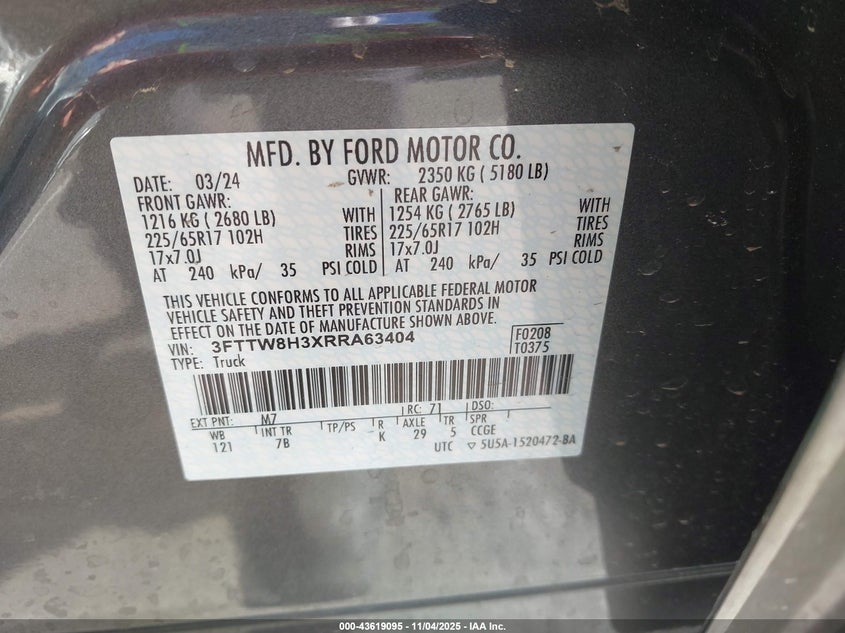 MFD. BY FORD MOTOR CO.
DATE: 03/24 GVWR: 2350 KG ( 5180 LB)
FRONT GAWR: REAR GAWR:
1216 KG ( 2680 LB) WITH 1254 KG ( 2765 LB) WITH
225/65R17 102H TIRES 225/65R17 102H TIRES
17x7.0J RIMS 17x7.0J RIMS
AT 240 kPa/ 35 PSI COLD AT 240 kPa/ 35 PSI COLD
THIS VEHICLE CONFORMS TO ALL APPLICABLE FEDERAL MOTOR
VEHICLE SAFETY AND THEFT PREVENTION STANDARDS IN
EFFECT ON THE DATE OF MANUFACTURE SHOWN ABOVE.
VIN: 3FTTW8H3XRRA63404 F0208
TYPE: Truck T0375
EXT PNT: M7 RC: 71 DSO:
WB INT TR TP/PS R AXLE TR SPR
121 7B K 29 5 CCGE
UTC ▽ 5U5A-1520472-BA
000-43619095 - 11/04/2025 - IAA Inc.